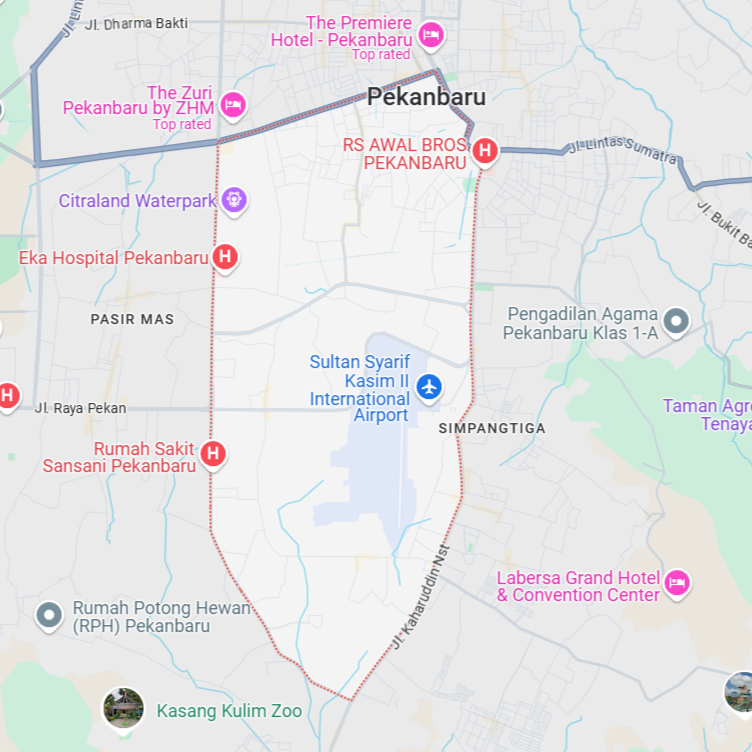 Jl. Lint
Jl. Dharma Bakti
The Premiere
Hotel - Pekanbaru
Top rated
The Zuri
Pekanbaru by ZHM
Top rated
Pekanbaru
RS AWAL BROS
PEKANBARU
H
Jl. Lintas Sumatra
Citraland Waterpark
Jl. Bukit Ba
Eka Hospital Pekanbaru
H
PASIR MAS
Pengadilan Agama
Pekanbaru Klas 1-A
Sultan Syarif
Kasim II
International
Airport
H
Jl. Raya Pekan
Taman Agro
Tenaya
SIMPANGTIGA
Rumah Sakit
Sansani Pekanbaru
H
Jl. Kaharuddin Nst
Labersa Grand Hotel
& Convention Center
Rumah Potong Hewan
(RPH) Pekanbaru
Kasang Kulim Zoo